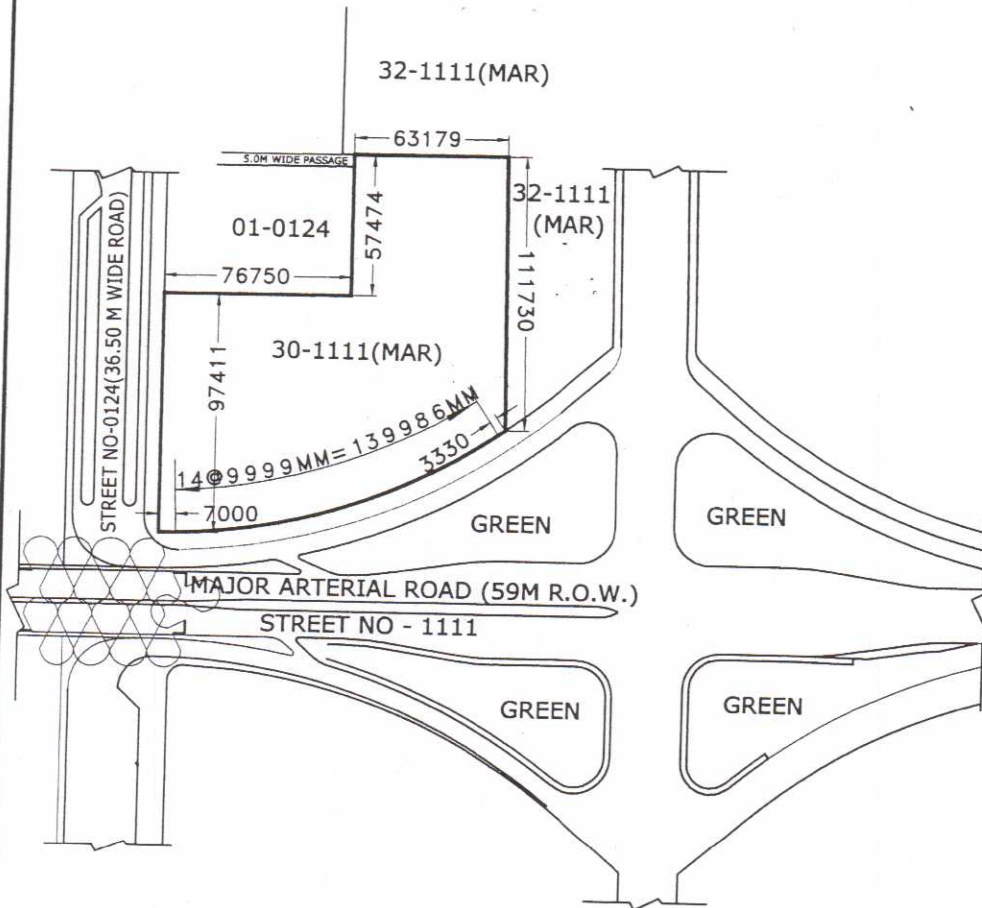 32-1111(MAR)
63179
5.0M WIDE PASSAGE
32-1111
(MAR)
01-0124
57474
76750
111730
STREET NO-0124(36.50 M WIDE ROAD)
30-1111(MAR)
97411
14@9999MM=139986MM
3330
7000
GREEN
GREEN
MAJOR ARTERIAL ROAD (59M R.O.W.)
STREET NO - 1111
GREEN
GREEN